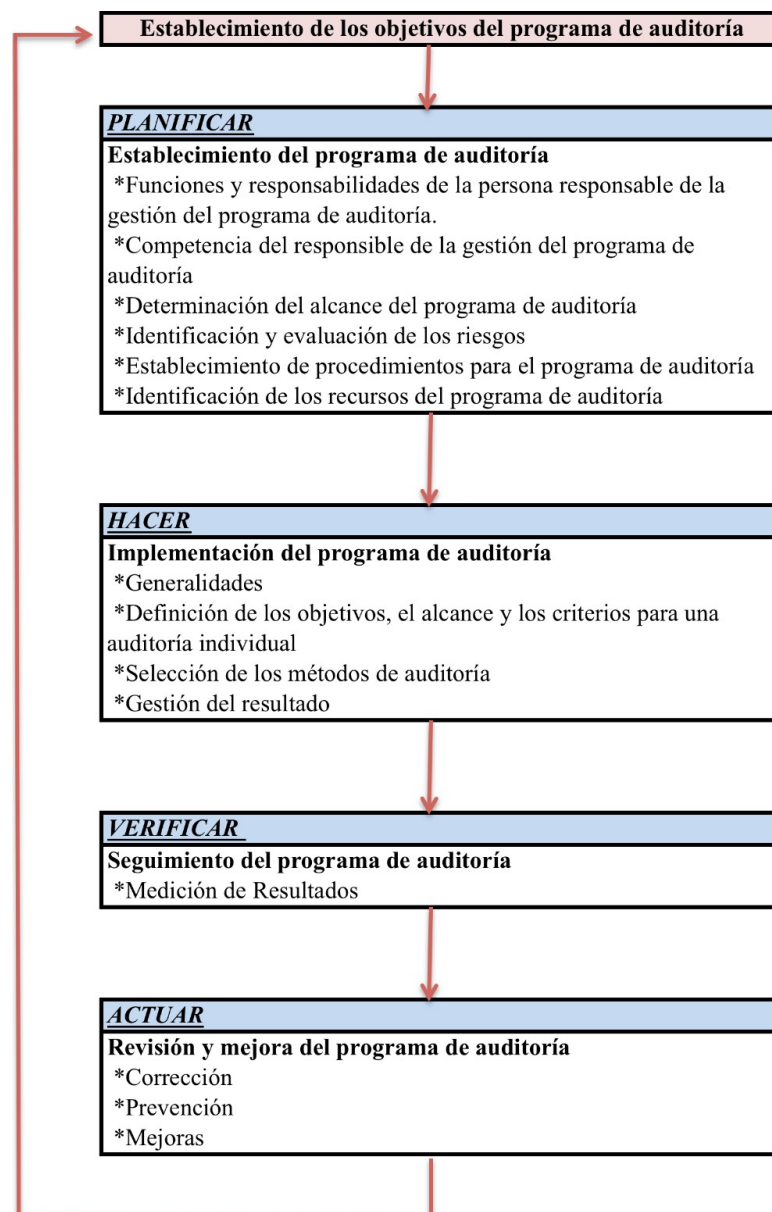 Establecimiento de los objetivos del programa de auditoría
PLANIFICAR
Establecimiento del programa de auditoría
*Funciones y responsabilidades de la persona responsable de la
gestión del programa de auditoría.
*Competencia del responsible de la gestión del programa de
auditoría
*Determinación del alcance del programa de auditoría
*Identificación y evaluación de los riesgos
*Establecimiento de procedimientos para el programa de auditoría
*Identificación de los recursos del programa de auditoría
HACER
Implementación del programa de auditoría
*Generalidades
*Definición de los objetivos, el alcance y los criterios para una
auditoría individual
*Selección de los métodos de auditoría
*Gestión del resultado
VERIFICAR
Seguimiento del programa de auditoría
*Medición de Resultados
ACTUAR
Revisión y mejora del programa de auditoría
*Corrección
*Prevención
*Mejoras